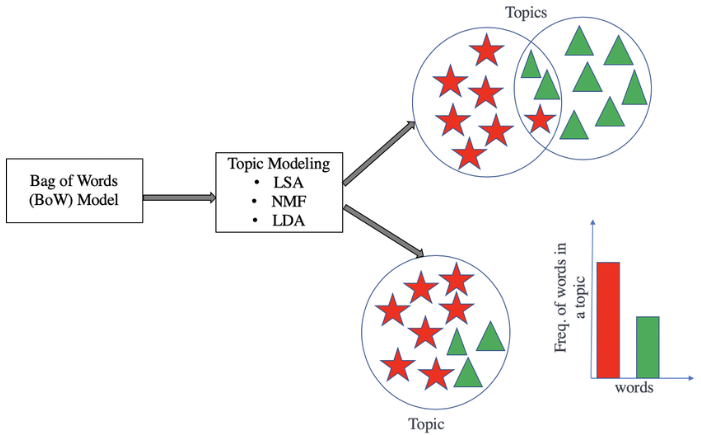 Topics
Bag of Words
(BoW) Model
Topic Modeling
• LSA
• NMF
• LDA
Topic
Freq. of words in
a topic
words